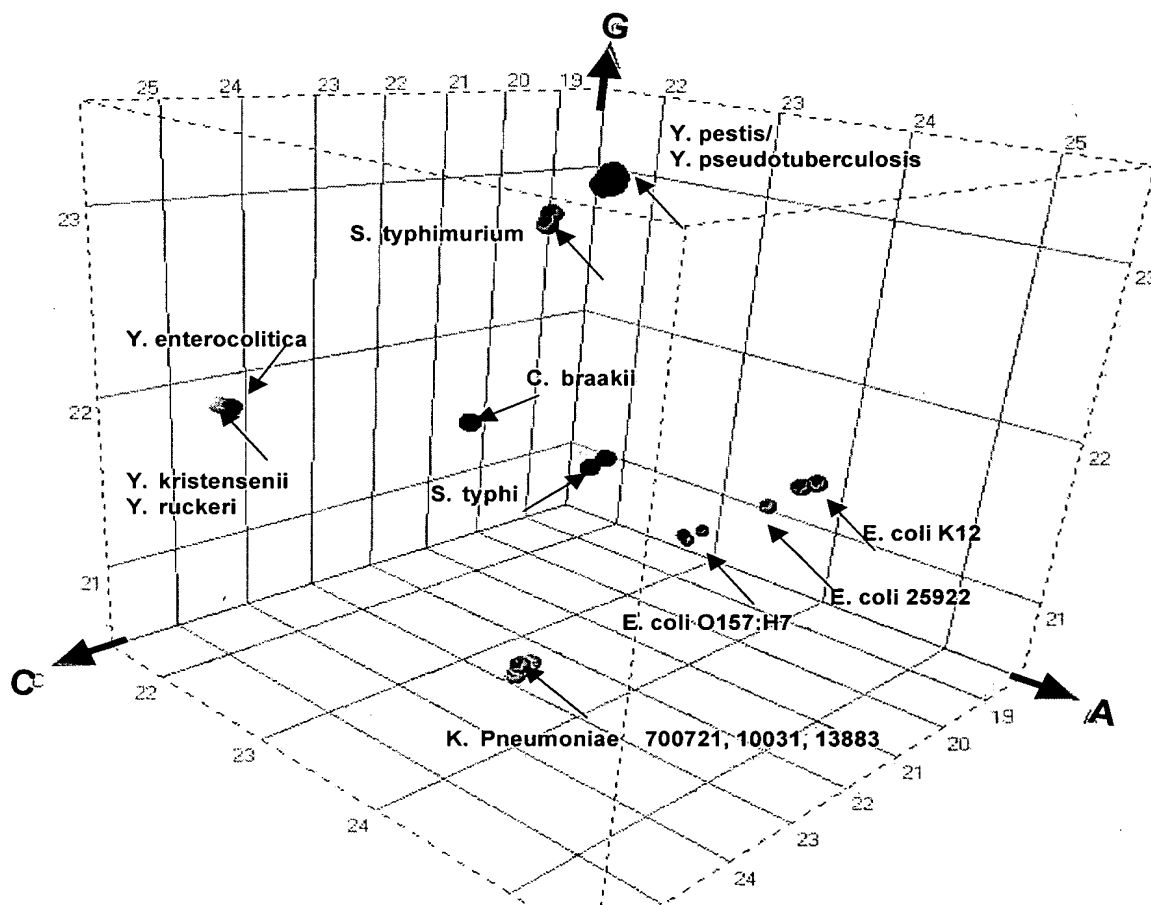 G
25 24 23 22 21 20 19 22 23 24 25
Y. pestis/
Y. pseudotuberculosis
23
S. typhimurium
23
Y. enterocolitica
C. braakii
22
22
Y. kristensenii
Y. ruckeri
S. typhi
E. coli K12
21
E. coli 25922
21
E. coli O157:H7
C
A
22
19
23
20
K. Pneumoniae 700721, 10031, 13883
21
22
24
23
24